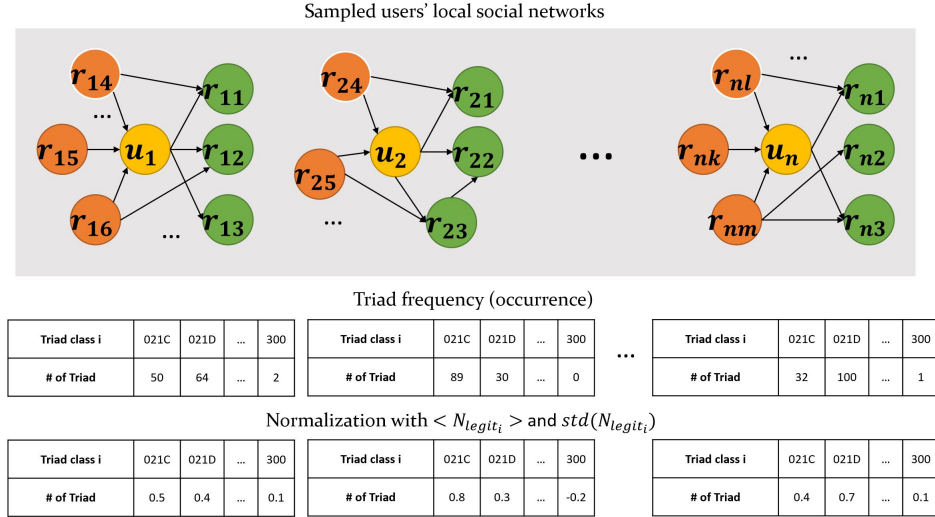 Sampled users' local social networks
r14 r11 r24 r21 rnl ... rn1
...
r15 u1 r12 r25 u2 r22 ... rnk un rn2
r16 ... r13 ... r23 rnm rn3
Triad frequency (occurrence)
Triad class i 021C 021D ... 300 Triad class i 021C 021D ... 300 ... Triad class i 021C 021D ... 300
# of Triad 50 64 ... 2 # of Triad 89 30 ... 0 # of Triad 32 100 ... 1
Normalization with < N_legit_i > and std(N_legit_i)
Triad class i 021C 021D ... 300 Triad class i 021C 021D ... 300 Triad class i 021C 021D ... 300
# of Triad 0.5 0.4 ... 0.1 # of Triad 0.8 0.3 ... -0.2 # of Triad 0.4 0.7 ... 0.1